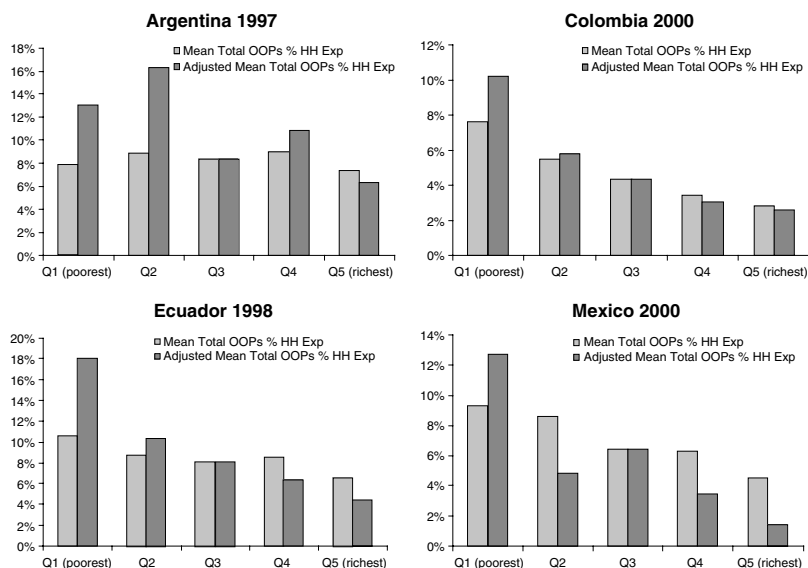 Argentina 1997
18%
16%
14%
12%
10%
8%
6%
4%
2%
0%
Mean Total OOPs % HH Exp
Adjusted Mean Total OOPs % HH Exp
Q1 (poorest) Q2 Q3 Q4 Q5 (richest)
Colombia 2000
12%
10%
8%
6%
4%
2%
0%
Mean Total OOPs % HH Exp
Adjusted Mean Total OOPs % HH Exp
Q1 (poorest) Q2 Q3 Q4 Q5 (richest)
Ecuador 1998
20%
18%
16%
14%
12%
10%
8%
6%
4%
2%
0%
Mean Total OOPs % HH Exp
Adjusted Mean Total OOPs % HH Exp
Q1 (poorest) Q2 Q3 Q4 Q5 (richest)
Mexico 2000
14%
12%
10%
8%
6%
4%
2%
0%
Mean Total OOPs % HH Exp
Adjusted Mean Total OOPs % HH Exp
Q1 (poorest) Q2 Q3 Q4 Q5 (richest)